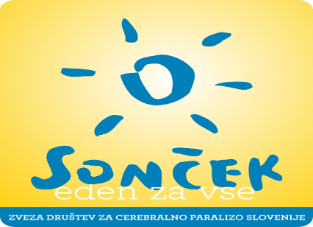 SONČEK
eden za vse
ZVEZA DRUŠTEV ZA CEREBRALNO PARALIZO SLOVENIJE